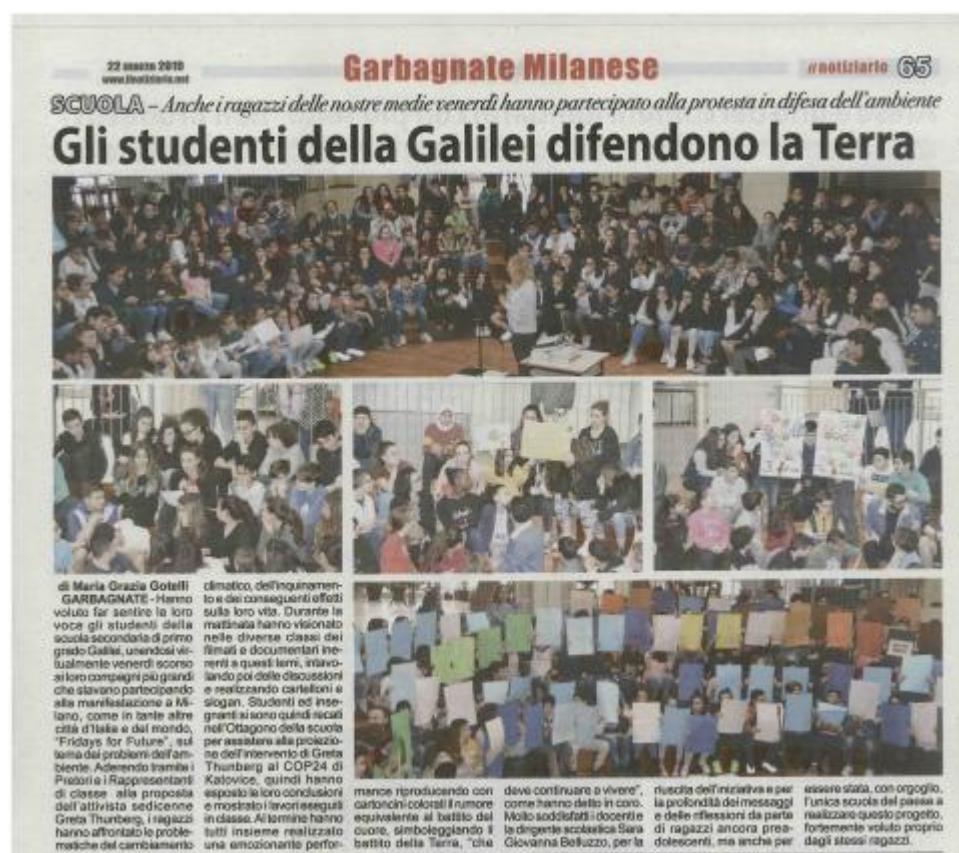 22 marzo 2019
www.ilnotiziario.net
Garbagnate Milanese
#notiziario 65
SCUOLA – Anche i ragazzi delle nostre medie venerdì hanno partecipato alla protesta in difesa dell'ambiente
Gli studenti della Galilei difendono la Terra
di Maria Grazia Gotelli
GARBAGNATE - Hanno
voluto far sentire la loro
voce gli studenti della
scuola secondaria di primo
grado Galilei, unendosi vir-
tualmente venerdì scorso
ai loro compagni più grandi
che stavano partecipando
alla manifestazione a Mi-
lano, come in tante altre
città d'Italia e del mondo,
"Fridays for Future", sul
tema dei problemi dell'am-
biente. Aderendo tramite i
Pretori e i Rappresentanti
di classe alla proposta
dell'attivista sedicenne
Greta Thunberg, i ragazzi
hanno affrontato le proble-
matiche del cambiamento
climatico, dell'inquinamen-
to e dei conseguenti effetti
sulla loro vita. Durante la
mattinata hanno visionato
nelle diverse classi dei
filmati e documentari ine-
renti a questi temi, intavo-
lando poi delle discussioni
e realizzando cartelloni e
slogan. Studenti ed inse-
gnanti si sono quindi recati
nell'Ottagono della scuola
per assistere alla proiezio-
ne dell'intervento di Greta
Thunberg al COP24 di
Katovice, quindi hanno
esposto le loro conclusioni
e mostrato i lavori eseguiti
in classe. Al termine hanno
tutti insieme realizzato
una emozionante perfor-
mance riproducendo con
cartoncini colorati il rumore
equivalente al battito del
cuore, simboleggiando il
battito della Terra, "che
deve continuare a vivere",
come hanno detto in coro.
Molto soddisfatti i docenti e
la dirigente scolastica Sara
Giovanna Belluzzo, per la
riuscita dell'iniziativa e per
la profondità dei messaggi
e delle riflessioni da parte
di ragazzi ancora prea-
dolescenti, ma anche per
essere stata, con orgoglio,
l'unica scuola del paese a
realizzare questo progetto,
fortemente voluto proprio
dagli stessi ragazzi.